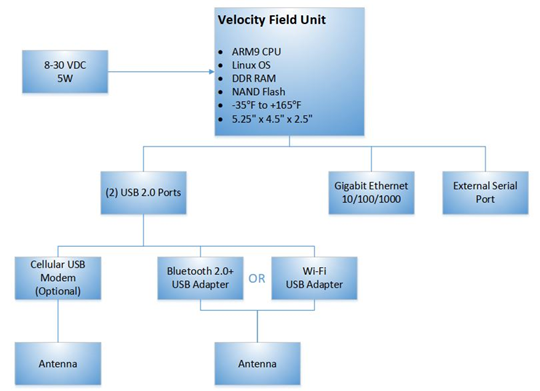 Velocity Field Unit
• ARM9 CPU
• Linux OS
• DDR RAM
• NAND Flash
• -35°F to +165°F
• 5.25" x 4.5" x 2.5"
8-30 VDC
5W
(2) USB 2.0 Ports
Gigabit Ethernet
10/100/1000
External Serial
Port
Cellular USB
Modem
(Optional)
Bluetooth 2.0+
USB Adapter
OR
Wi-Fi
USB Adapter
Antenna
Antenna